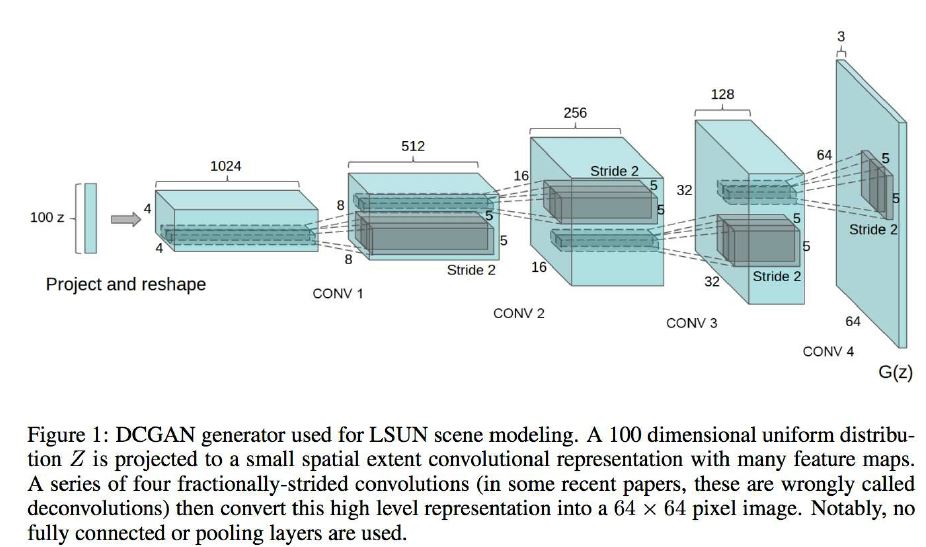 3
128
256
512
1024
64
5
Stride 2
16
5
32
8
5
5
100 z
4
5
5
5
Stride 2
4
8
Stride 2
16
Stride 2
32
Project and reshape
CONV 1
CONV 2
CONV 3
64
CONV 4
G(z)
Figure 1: DCGAN generator used for LSUN scene modeling. A 100 dimensional uniform distribu-
tion Z is projected to a small spatial extent convolutional representation with many feature maps.
A series of four fractionally-strided convolutions (in some recent papers, these are wrongly called
deconvolutions) then convert this high level representation into a 64 × 64 pixel image. Notably, no
fully connected or pooling layers are used.